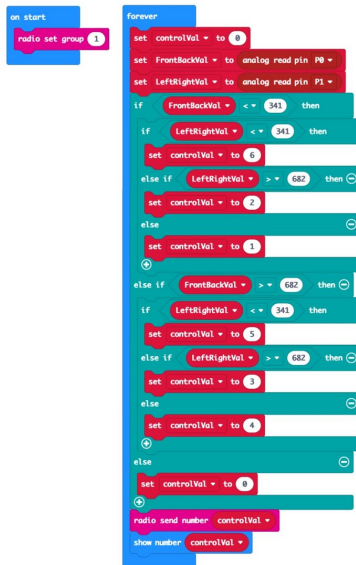 on start
radio set group 1
forever
set controlVal to 0
set FrontBackVal to analog read pin P0
set LeftRightVal to analog read pin P1
if FrontBackVal < 341 then
if LeftRightVal < 341 then
set controlVal to 6
else if LeftRightVal > 682 then
set controlVal to 2
else
set controlVal to 1
else if FrontBackVal > 682 then
if LeftRightVal < 341 then
set controlVal to 5
else if LeftRightVal > 682 then
set controlVal to 3
else
set controlVal to 4
else
set controlVal to 0
radio send number controlVal
show number controlVal